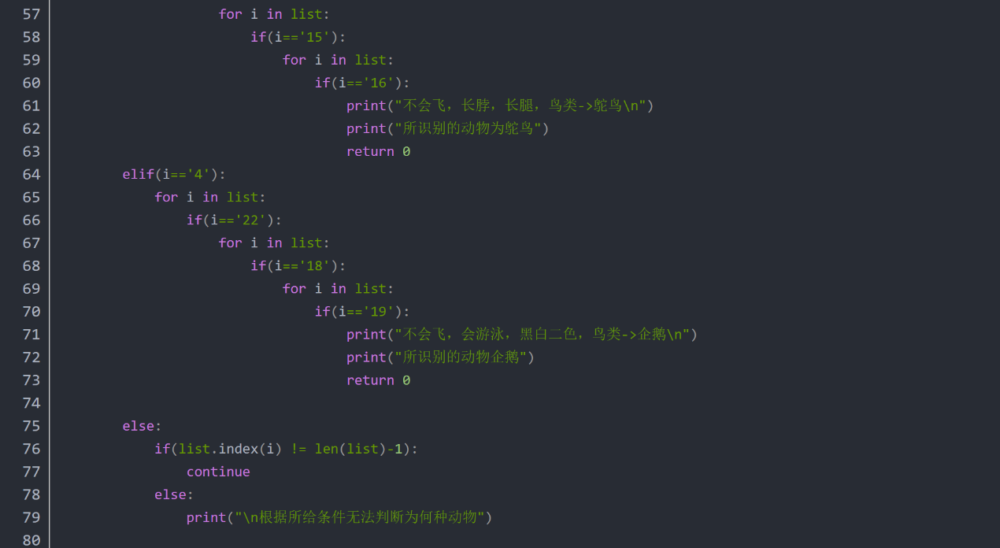 57                     for i in list:
58                         if(i=='15'):
59                             for i in list:
60                                 if(i=='16'):
61                                     print("不会飞，长脖，长腿，鸟类->鸵鸟\n")
62                                     print("所识别的动物为鸵鸟")
63                                     return 0
64         elif(i=='4'):
65             for i in list:
66                 if(i=='22'):
67                     for i in list:
68                         if(i=='18'):
69                             for i in list:
70                                 if(i=='19'):
71                                     print("不会飞，会游泳，黑白二色，鸟类->企鹅\n")
72                                     print("所识别的动物企鹅")
73                                     return 0
74
75         else:
76             if(list.index(i) != len(list)-1):
77                 continue
78             else:
79                 print("\n根据所给条件无法判断为何种动物")
80